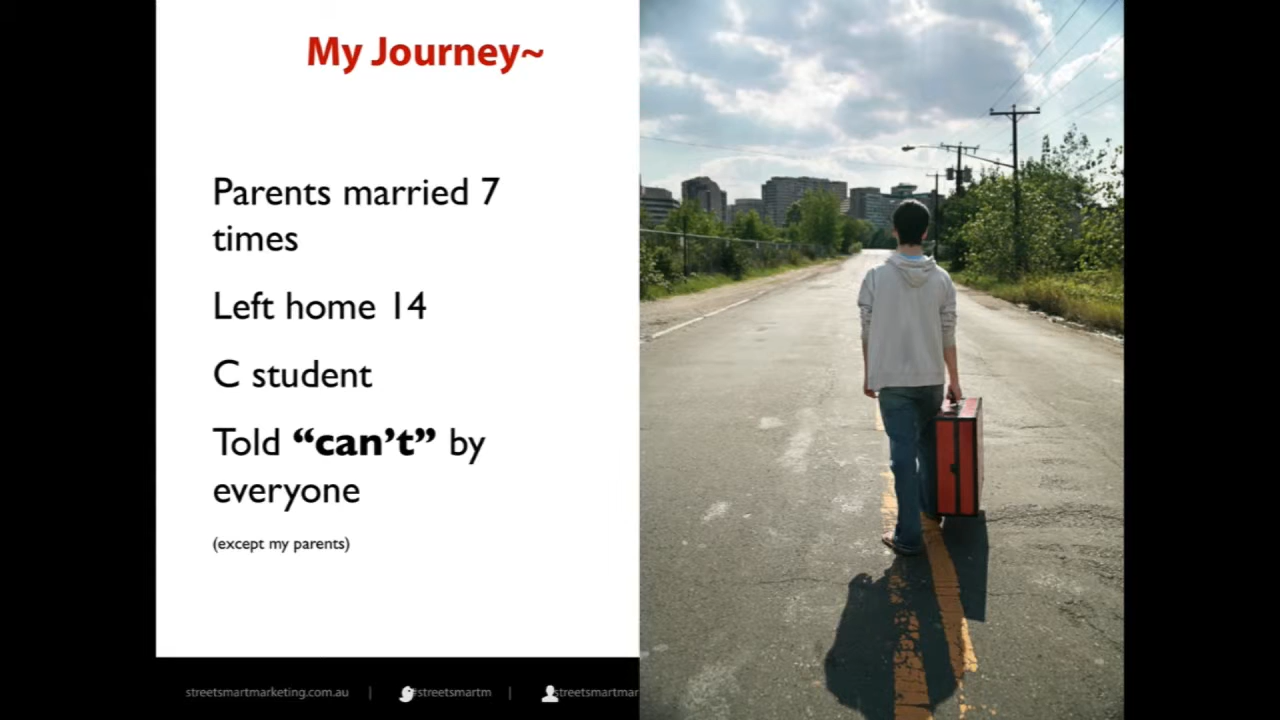 My Journey~
Parents married 7
times
Left home 14
C student
Told “can’t” by
everyone
(except my parents)
streetsmartmarketing.com.au | #streetsmartm | streetsmartmar